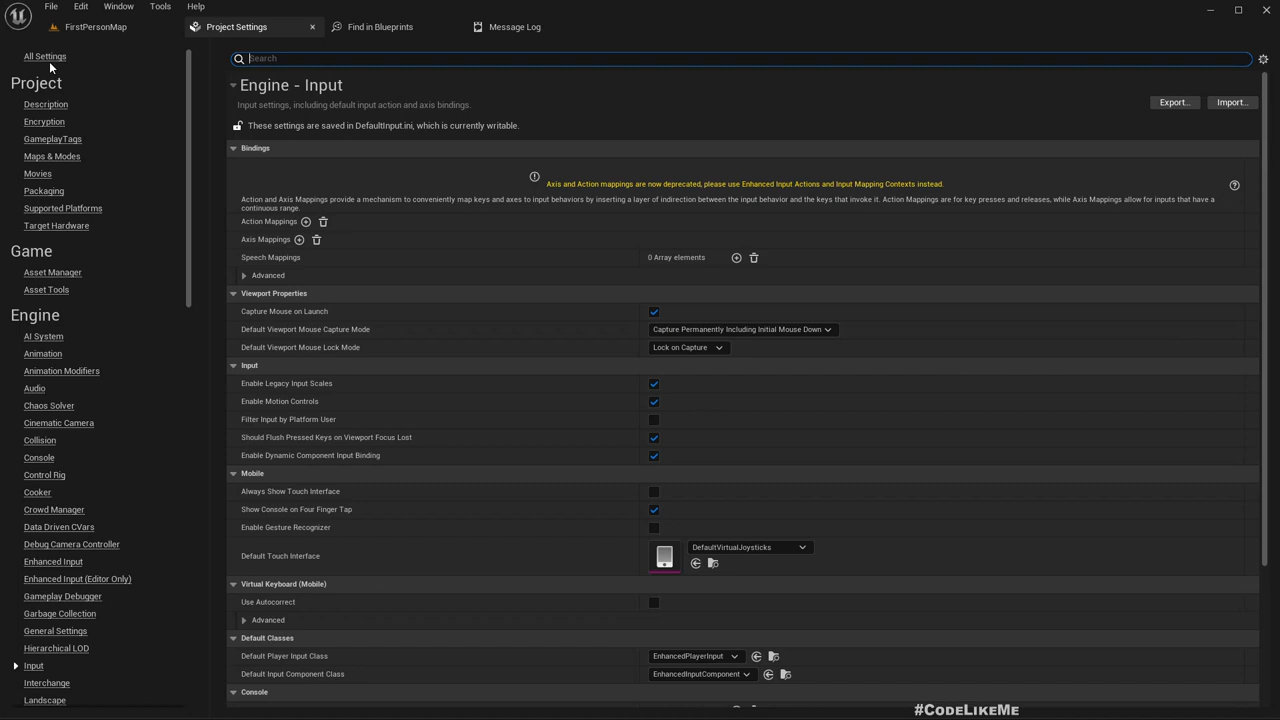 File Edit Window Tools Help
FirstPersonMap Project Settings Find in Blueprints Message Log
All Settings
Project
Description
Encryption
GameplayTags
Maps & Modes
Movies
Packaging
Supported Platforms
Target Hardware
Game
Asset Manager
Asset Tools
Engine
AI System
Animation
Animation Modifiers
Audio
Chaos Solver
Cinematic Camera
Collision
Console
Control Rig
Cooker
Crowd Manager
Data Driven CVars
Debug Camera Controller
Enhanced Input
Enhanced Input (Editor Only)
Gameplay Debugger
Garbage Collection
General Settings
Hierarchical LOD
Input
Interchange
Landscape
Search
Engine - Input
Input settings, including default input action and axis bindings.
Export... Import...
These settings are saved in DefaultInput.ini, which is currently writable.
Bindings
Axis and Action mappings are now deprecated, please use Enhanced Input Actions and Input Mapping Contexts instead.
Action and Axis Mappings provide a mechanism to conveniently map keys and axes to input behaviors by inserting a layer of indirection between the input behavior and the keys that invoke it. Action Mappings are for key presses and releases, while Axis Mappings allow for inputs that have a
continuous range.
Action Mappings
Axis Mappings
Speech Mappings 0 Array elements
Advanced
Viewport Properties
Capture Mouse on Launch
Default Viewport Mouse Capture Mode Capture Permanently Including Initial Mouse Down
Default Viewport Mouse Lock Mode Lock on Capture
Input
Enable Legacy Input Scales
Enable Motion Controls
Filter Input by Platform User
Should Flush Pressed Keys on Viewport Focus Lost
Enable Dynamic Component Input Binding
Mobile
Always Show Touch Interface
Show Console on Four Finger Tap
Enable Gesture Recognizer
Default Touch Interface DefaultVirtualJoysticks
Virtual Keyboard (Mobile)
Use Autocorrect
Advanced
Default Classes
Default Player Input Class EnhancedPlayerInput
Default Input Component Class EnhancedInputComponent
Console
#CodeLikeMe